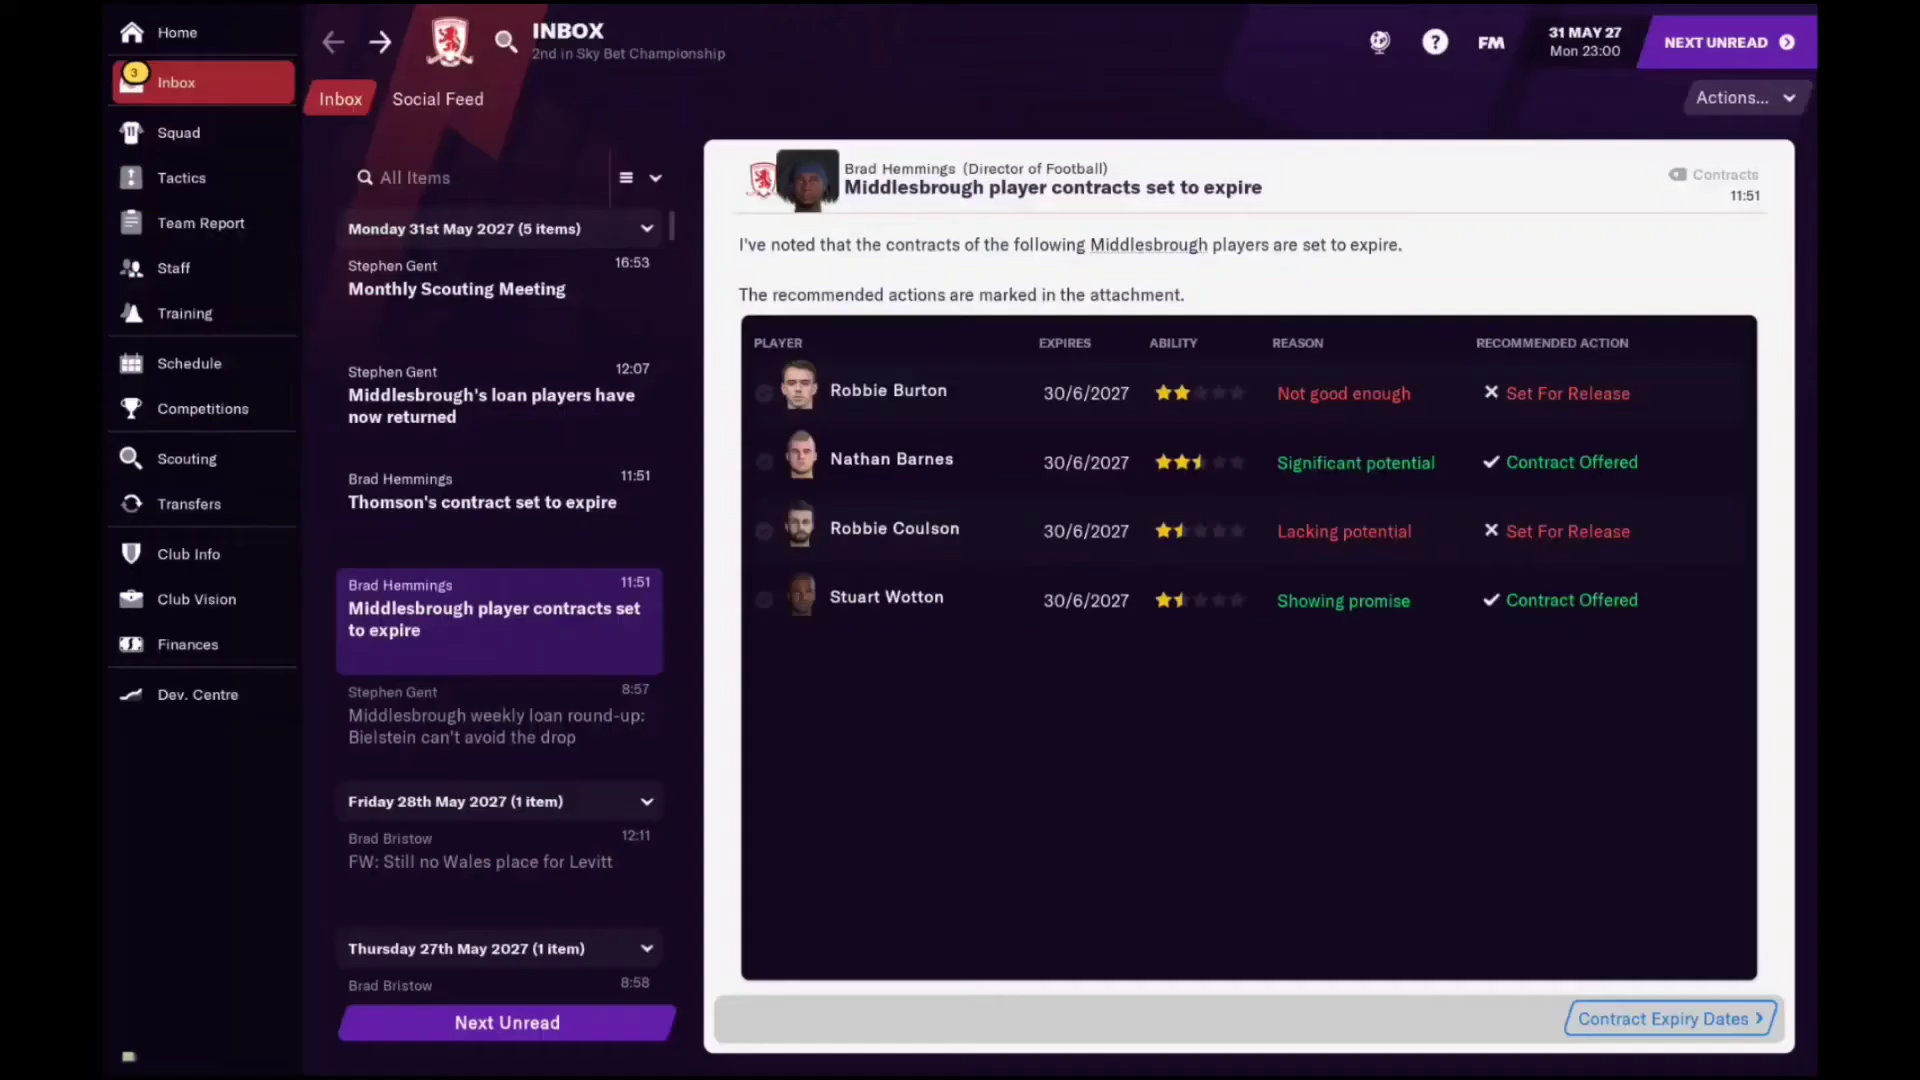 Home
3
Inbox
11
Squad
Tactics
Team Report
Staff
Training
Schedule
Competitions
Scouting
Transfers
Club Info
Club Vision
Finances
Dev. Centre
INBOX
2nd in Sky Bet Championship
?
FM
31 MAY 27
Mon 23:00
NEXT UNREAD
Inbox
Social Feed
Actions...
All Items
Monday 31st May 2027 (5 items)
Stephen Gent 16:53
Monthly Scouting Meeting
Stephen Gent 12:07
Middlesbrough's loan players have
now returned
Brad Hemmings 11:51
Thomson's contract set to expire
Brad Hemmings 11:51
Middlesbrough player contracts set
to expire
Stephen Gent 8:57
Middlesbrough weekly loan round-up:
Bielstein can't avoid the drop
Friday 28th May 2027 (1 item)
Brad Bristow 12:11
FW: Still no Wales place for Levitt
Thursday 27th May 2027 (1 item)
Brad Bristow 8:58
Next Unread
Brad Hemmings (Director of Football)
Middlesbrough player contracts set to expire
Contracts
11:51
I've noted that the contracts of the following Middlesbrough players are set to expire.
The recommended actions are marked in the attachment.
PLAYER EXPIRES ABILITY REASON RECOMMENDED ACTION
Robbie Burton 30/6/2027 Not good enough Set For Release
Nathan Barnes 30/6/2027 Significant potential Contract Offered
Robbie Coulson 30/6/2027 Lacking potential Set For Release
Stuart Wotton 30/6/2027 Showing promise Contract Offered
Contract Expiry Dates